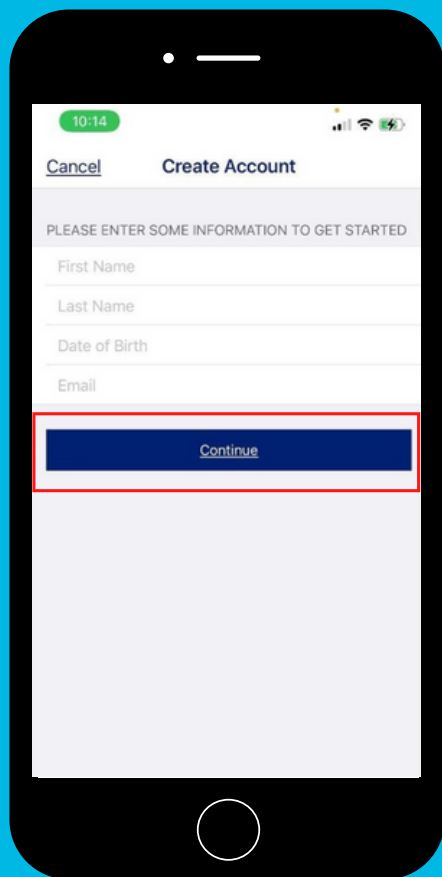 10:14
Cancel Create Account
PLEASE ENTER SOME INFORMATION TO GET STARTED
First Name
Last Name
Date of Birth
Email
Continue